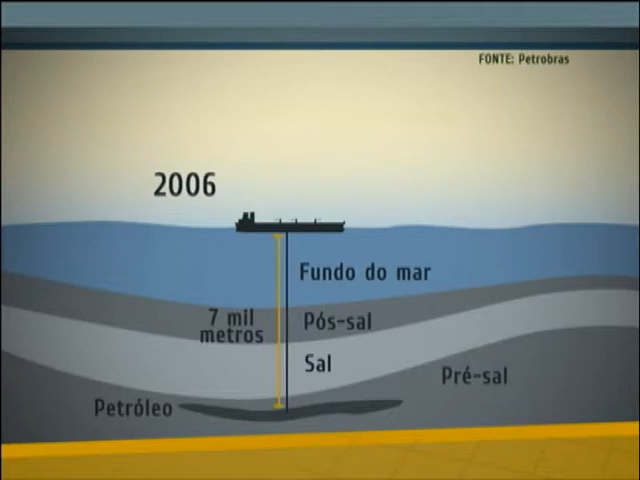 FONTE: Petrobras
2006
Fundo do mar
7 mil
metros
Pós-sal
Sal
Pré-sal
Petróleo